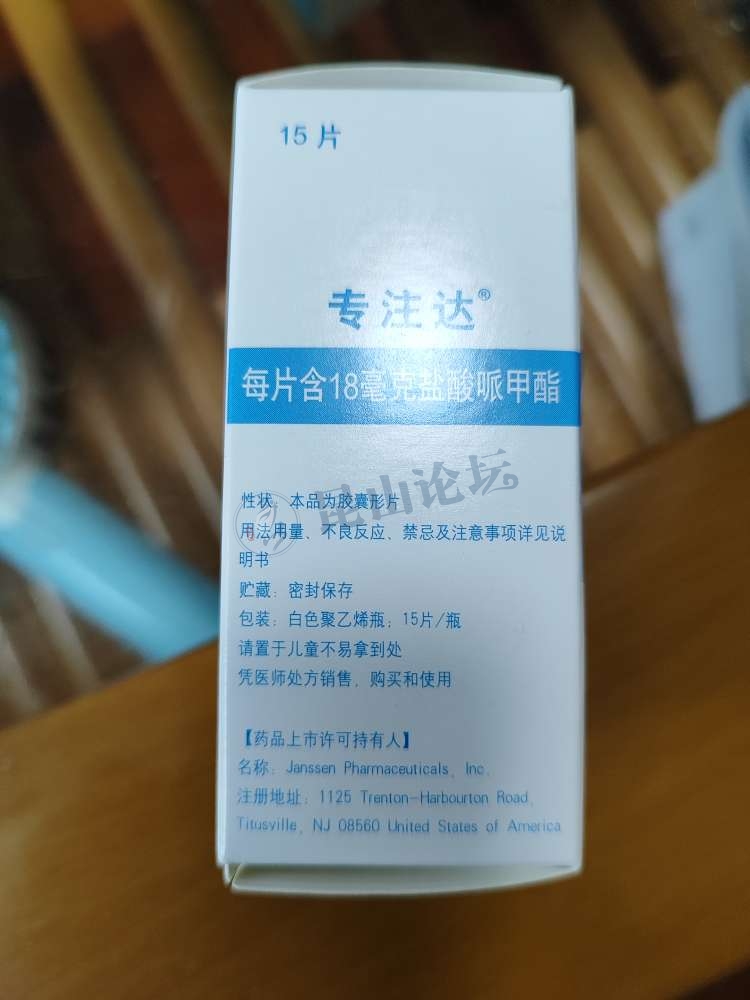 15 片
专注达®
每片含18毫克盐酸哌甲酯
昆山论坛
性状：本品为胶囊形片
用法用量、不良反应、禁忌及注意事项详见说
明书
贮藏：密封保存
包装：白色聚乙烯瓶；15片/瓶
请置于儿童不易拿到处
凭医师处方销售、购买和使用
【药品上市许可持有人】
名称：Janssen Pharmaceuticals, Inc.
注册地址：1125 Trenton-Harbourton Road,
Titusville, NJ 08560 United States of America